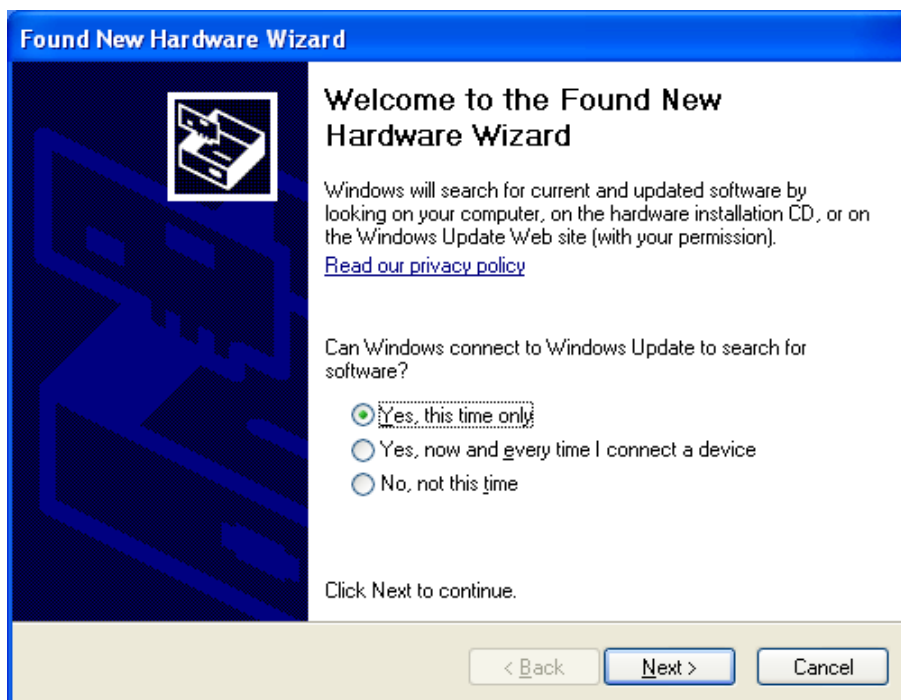 Found New Hardware Wizard
Welcome to the Found New
Hardware Wizard
Windows will search for current and updated software by
looking on your computer, on the hardware installation CD, or on
the Windows Update Web site (with your permission).
Read our privacy policy
Can Windows connect to Windows Update to search for
software?
Yes, this time only
Yes, now and every time I connect a device
No, not this time
Click Next to continue.
< Back
Next >
Cancel